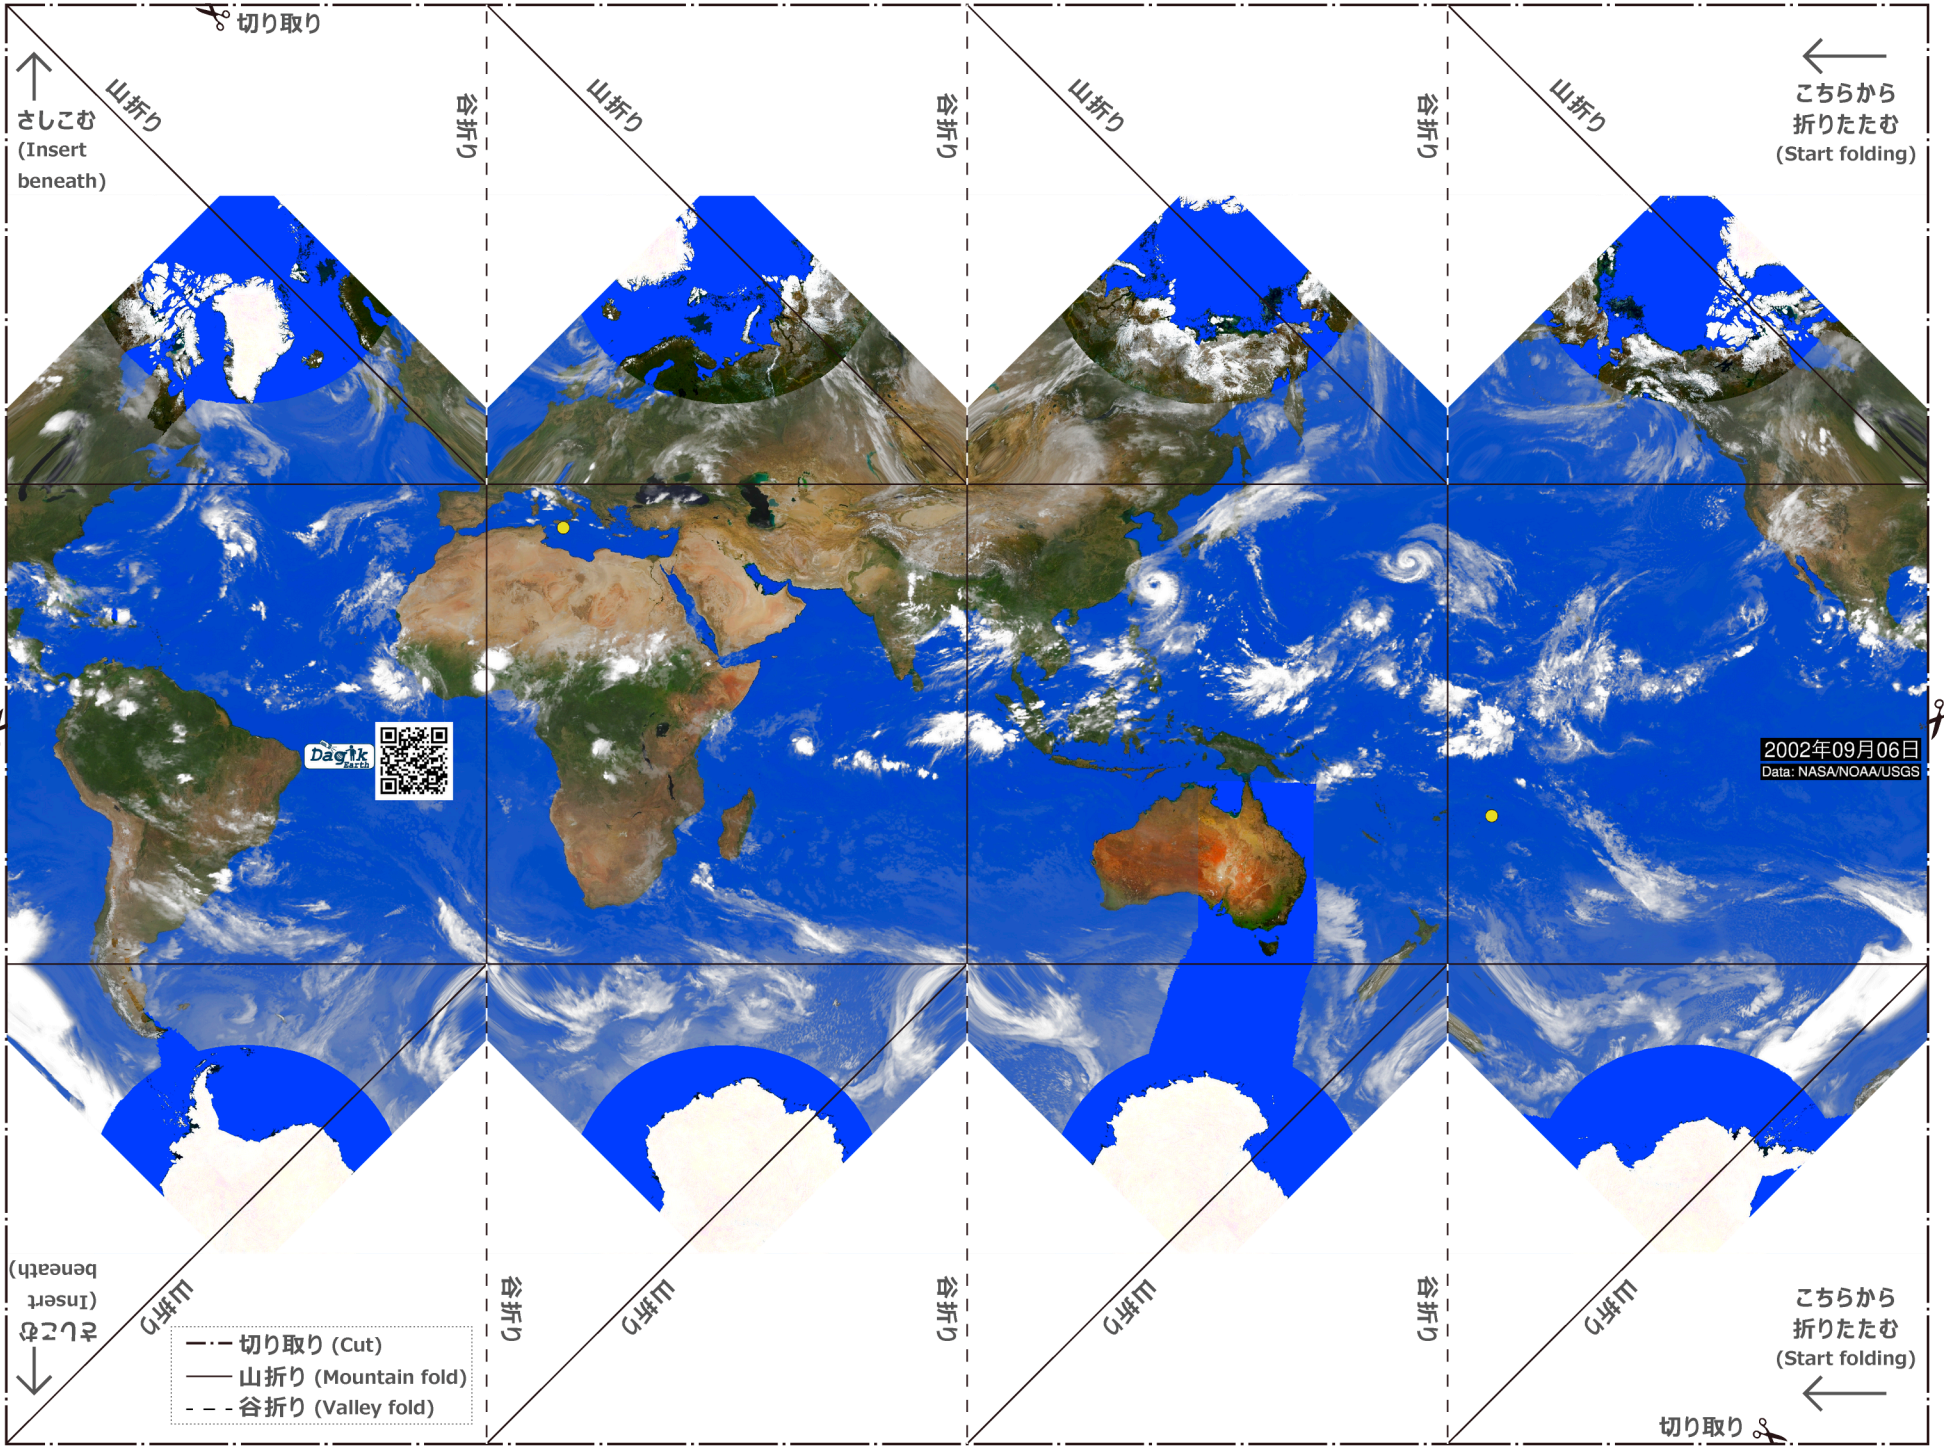 切り取り
山折り
谷折り
山折り
谷折り
山折り
谷折り
山折り
さしこむ
(Insert
beneath)
こちらから
折りたたむ
(Start folding)
Dagik
Earth
2002年09月06日
Data: NASA/NOAA/USGS
さしこむ
(Insert
beneath)
山折り
谷折り
山折り
谷折り
山折り
谷折り
山折り
切り取り (Cut)
山折り (Mountain fold)
谷折り (Valley fold)
こちらから
折りたたむ
(Start folding)
切り取り